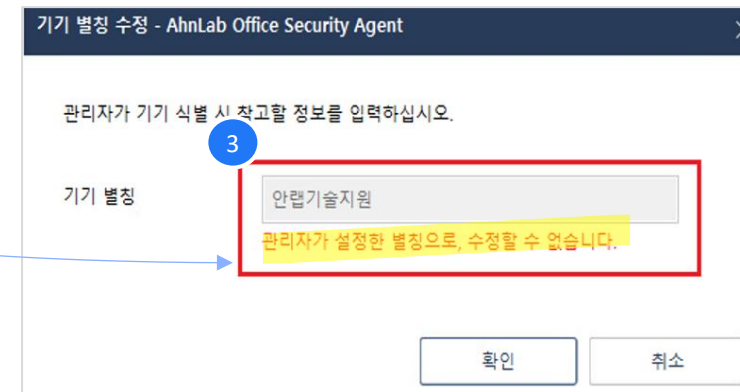 기기 별칭 수정 - AhnLab Office Security Agent
관리자가 기기 식별 시 참고할 정보를 입력하십시오.
3
기기 별칭
안랩기술지원
관리자가 설정한 별칭으로, 수정할 수 없습니다.
확인
취소